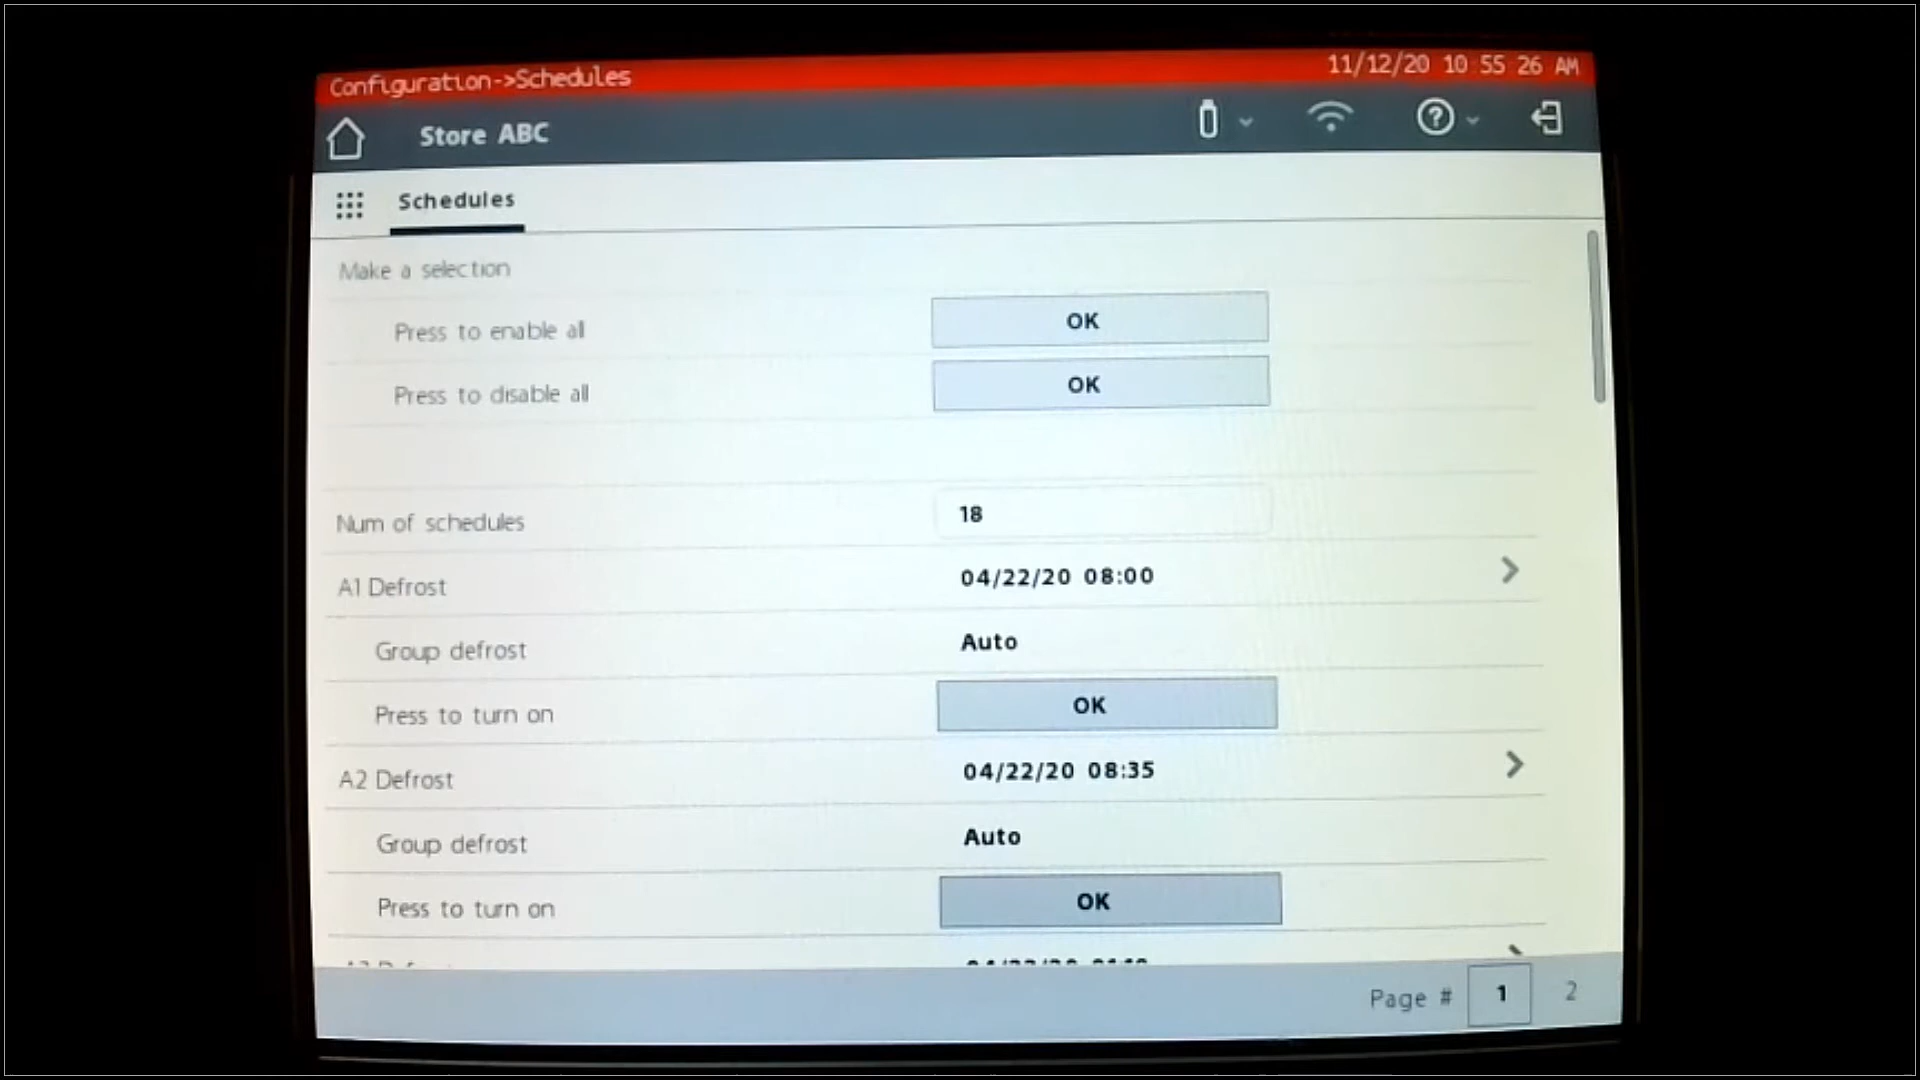 Configuration->Schedules
11/12/20 10 55 26 AM
Store ABC
Schedules
Make a selection
Press to enable all
OK
Press to disable all
OK
Num of schedules
18
A1 Defrost
04/22/20 08:00
Group defrost
Auto
Press to turn on
OK
A2 Defrost
04/22/20 08:35
Group defrost
Auto
Press to turn on
OK
Page #
1
2